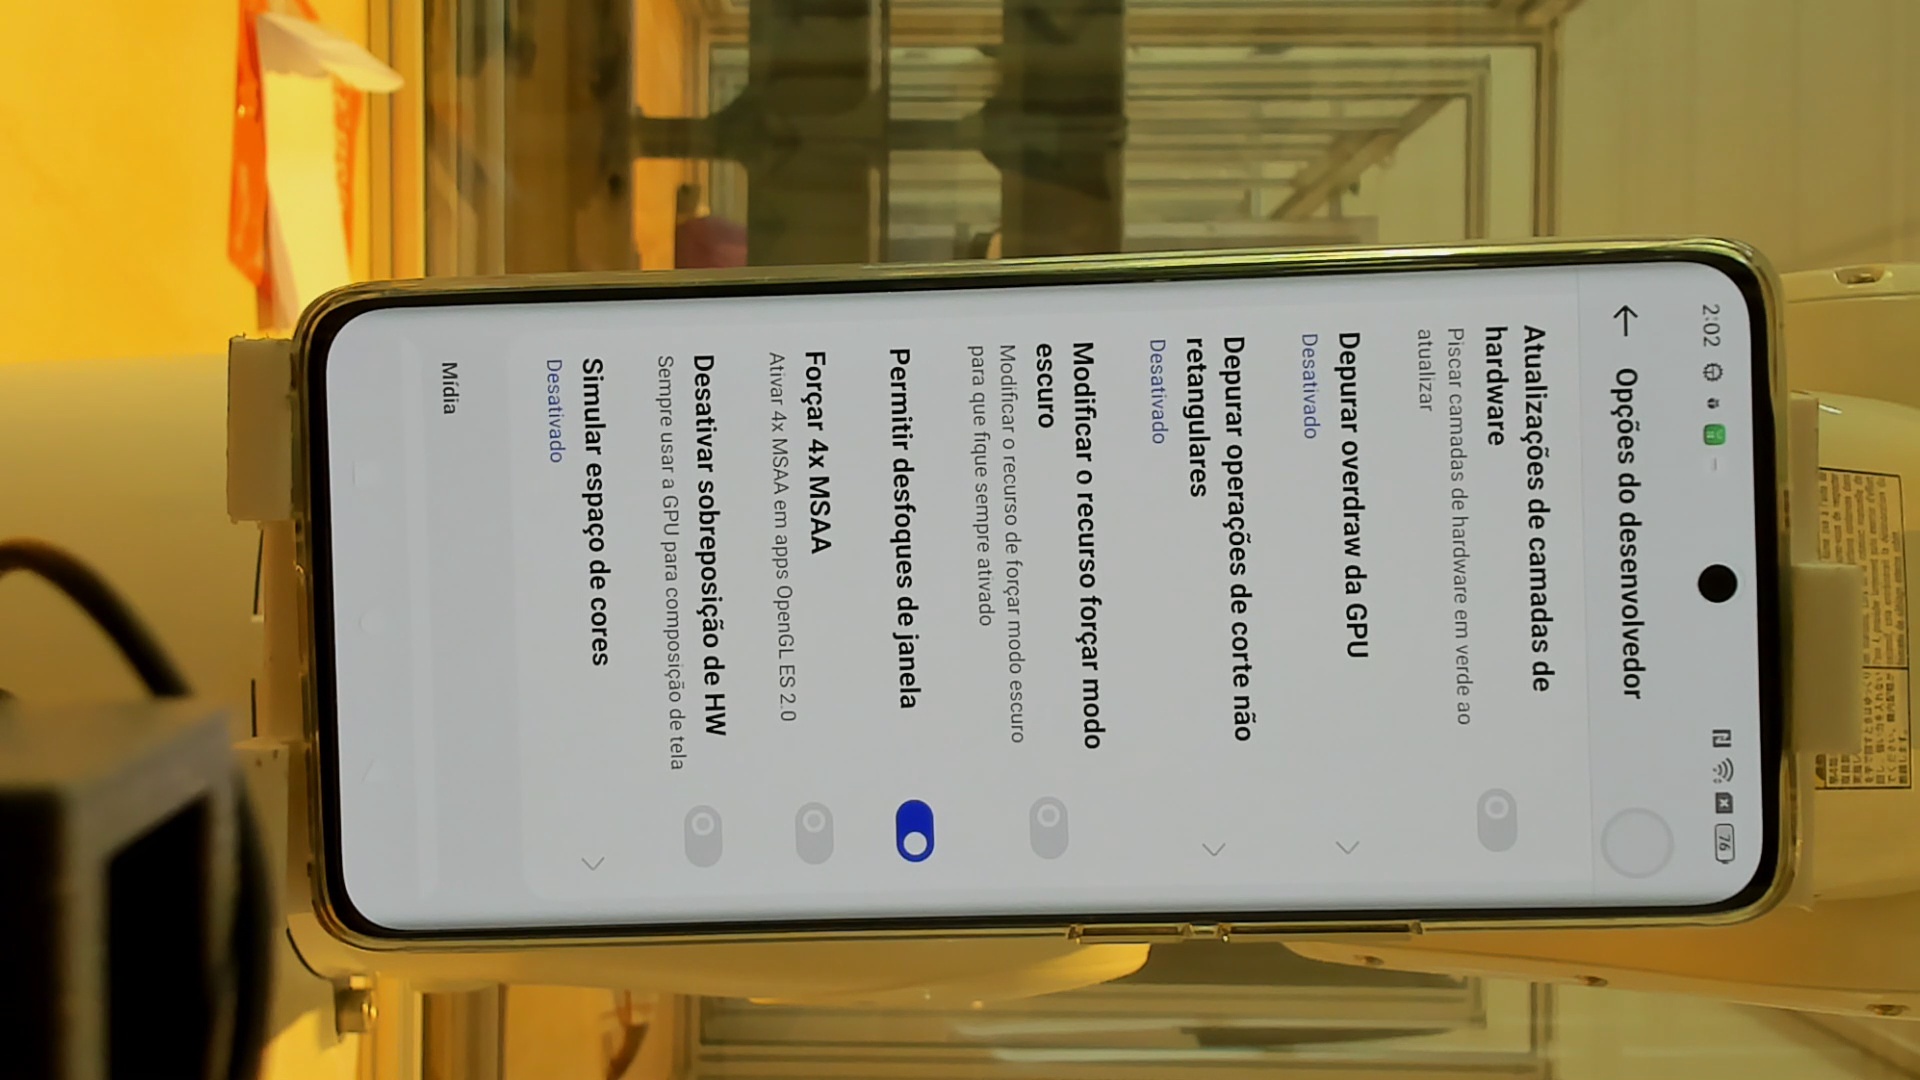 2:02
76
Opções do desenvolvedor
Atualizações de camadas de
hardware
Piscar camadas de hardware em verde ao
atualizar
Depurar overdraw da GPU
Desativado
Depurar operações de corte não
retangulares
Desativado
Modificar o recurso forçar modo
escuro
Modificar o recurso de forçar modo escuro
para que fique sempre ativado
Permitir desfoques de janela
Forçar 4x MSAA
Ativar 4x MSAA em apps OpenGL ES 2.0
Desativar sobreposição de HW
Sempre usar a GPU para composição de tela
Simular espaço de cores
Desativado
Mídia